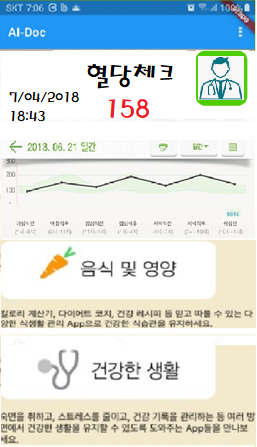 SKT 7:06 100%
AI-Doc
혈당체크
7/04/2018
18:43
158
← 2013. 06. 21 일간
300
200
100
0
음식 및 영양
칼로리 계산기, 다이어트 코치, 건강 레시피 등 믿고 따를 수 있는 다
양한 식생활 관리 App으로 건강한 식습관을 유지하세요.
건강한 생활
숙면을 취하고, 스트레스를 줄이고, 건강 기록을 관리하는 등 여러 방
면에서 건강한 생활을 유지할 수 있도록 도와주는 App들을 만나보
세요.